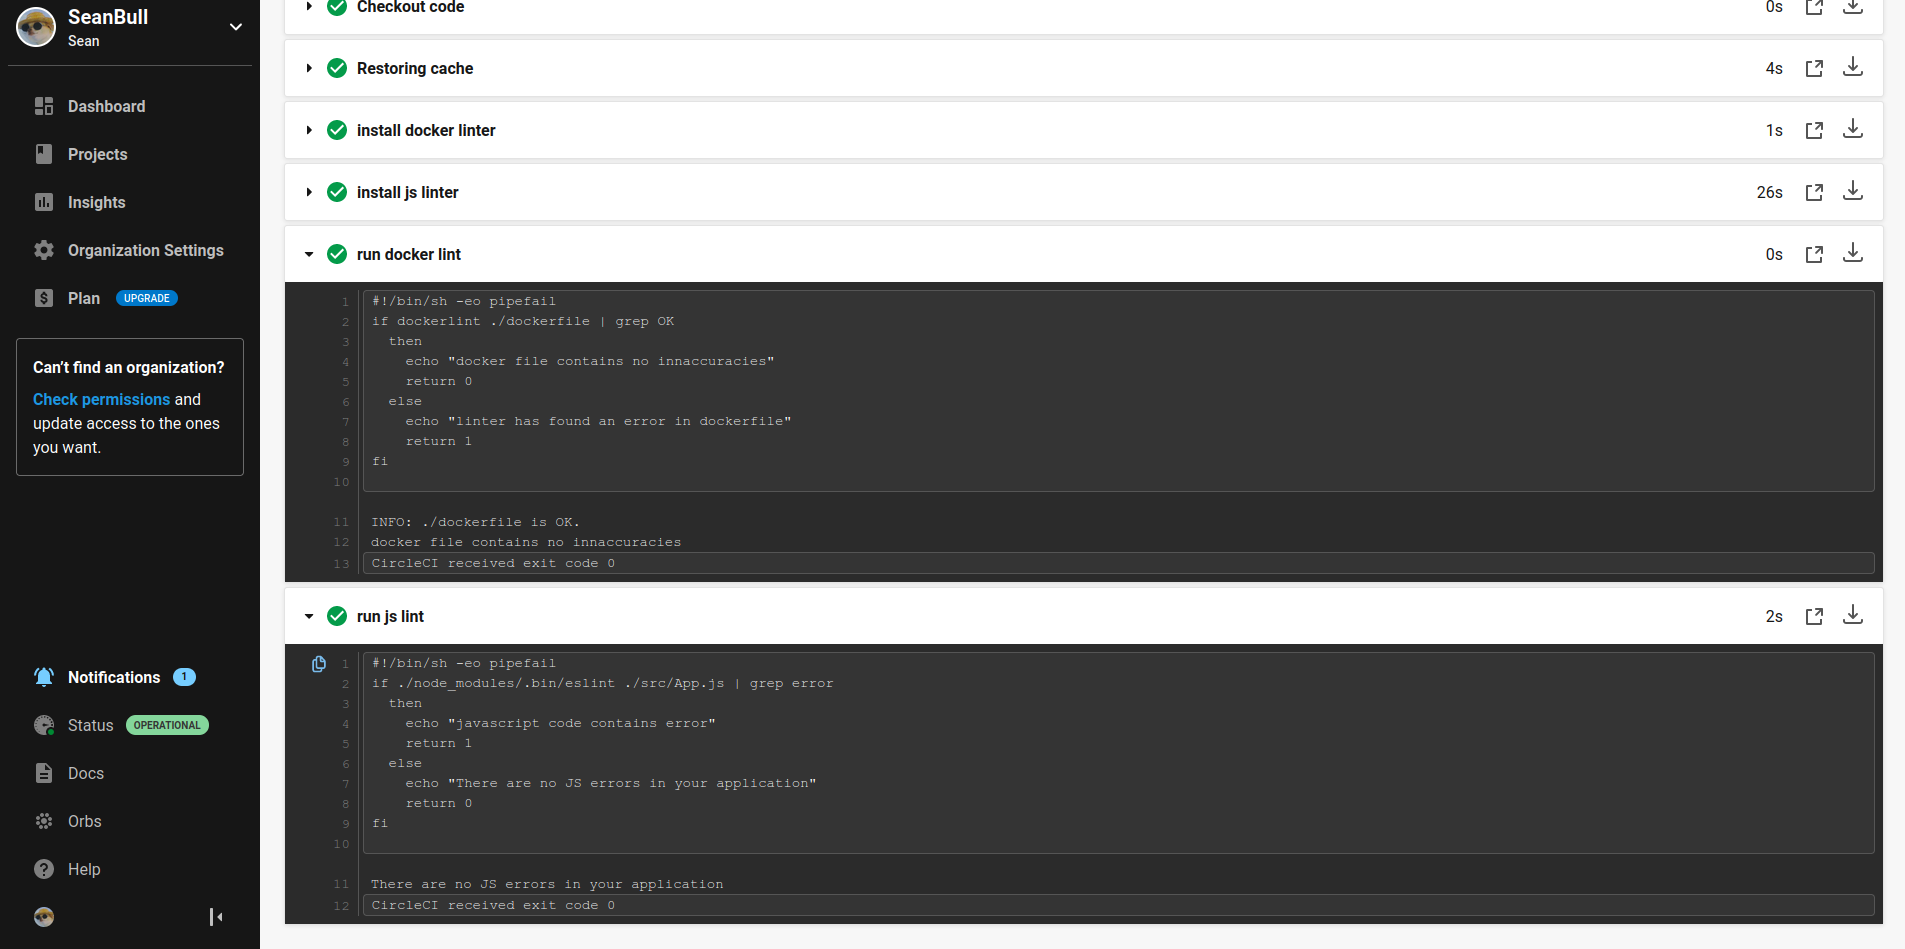 SeanBull
Sean
Dashboard
Projects
Insights
Organization Settings
Plan UPGRADE
Can't find an organization?
Check permissions and
update access to the ones
you want.
Notifications 1
Status OPERATIONAL
Docs
Orbs
Help
Checkout code 0s
Restoring cache 4s
install docker linter 1s
install js linter 26s
run docker lint 0s
1 #!/bin/sh -eo pipefail
2 if dockerlint ./dockerfile | grep OK
3 then
4 echo "docker file contains no innaccuracies"
5 return 0
6 else
7 echo "linter has found an error in dockerfile"
8 return 1
9 fi
10
11 INFO: ./dockerfile is OK.
12 docker file contains no innaccuracies
13 CircleCI received exit code 0
run js lint 2s
1 #!/bin/sh -eo pipefail
2 if ./node_modules/.bin/eslint ./src/App.js | grep error
3 then
4 echo "javascript code contains error"
5 return 1
6 else
7 echo "There are no JS errors in your application"
8 return 0
9 fi
10
11 There are no JS errors in your application
12 CircleCI received exit code 0